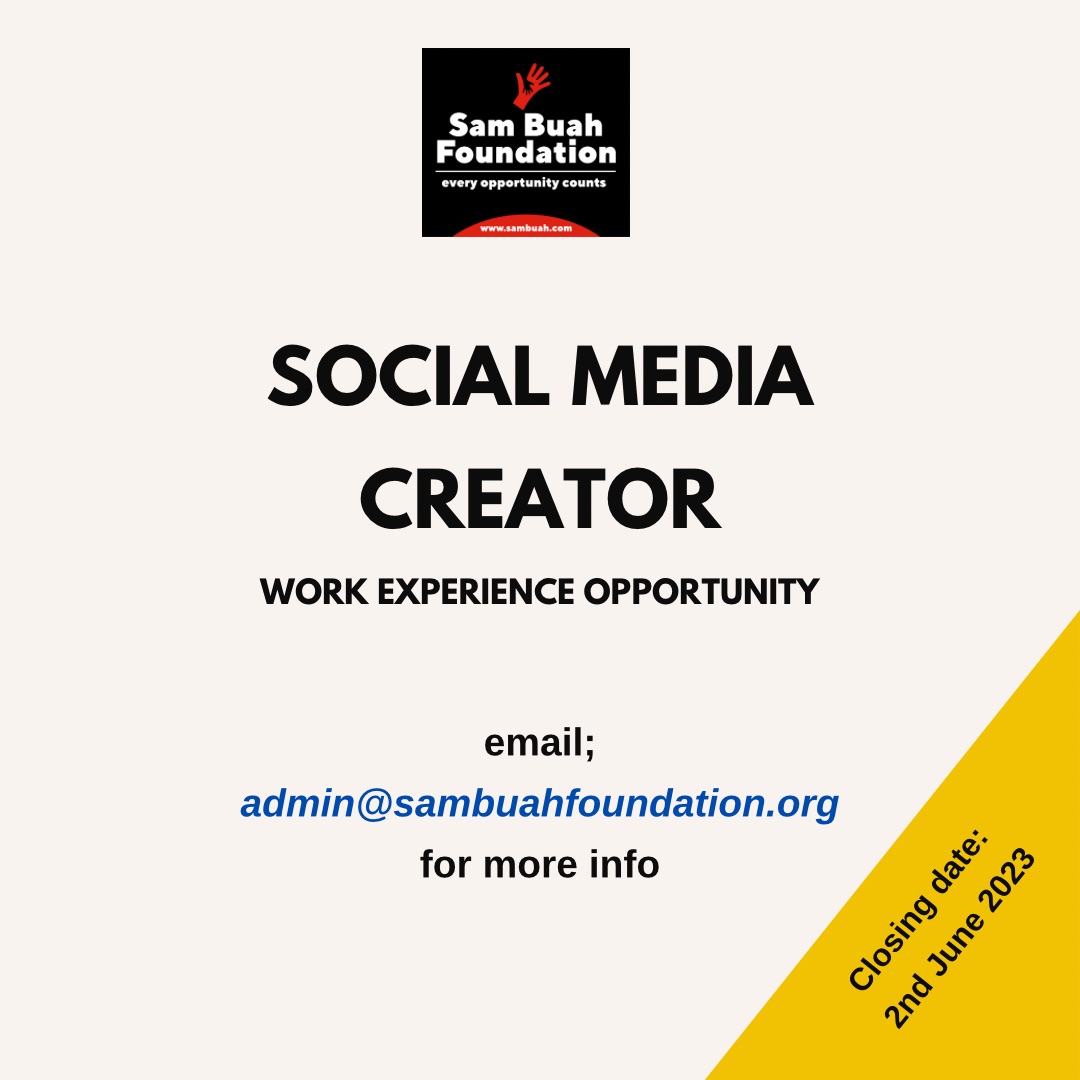 Sam Buah
Foundation
every opportunity counts
www.sambuah.com
SOCIAL MEDIA
CREATOR
WORK EXPERIENCE OPPORTUNITY
email;
admin@sambuahfoundation.org
for more info
Closing date:
2nd June 2023